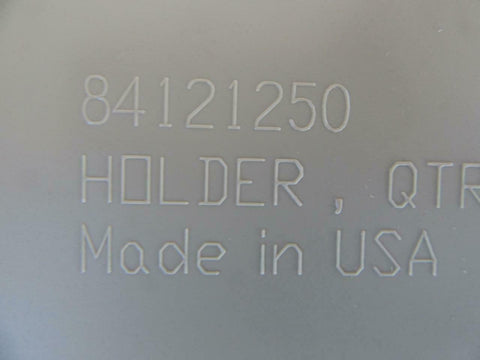 84121250
HOLDER, QTR
Made in USA